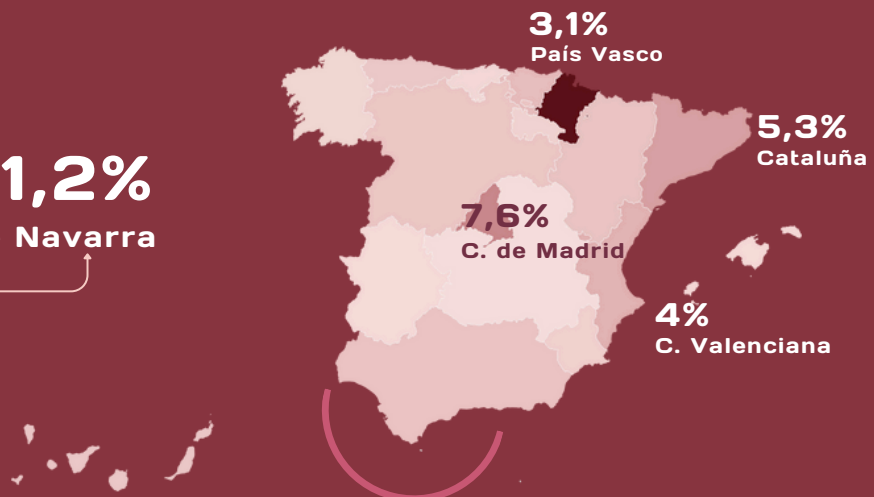 3,1%
País Vasco
5,3%
Cataluña
1,2%
Navarra
7,6%
C. de Madrid
4%
C. Valenciana